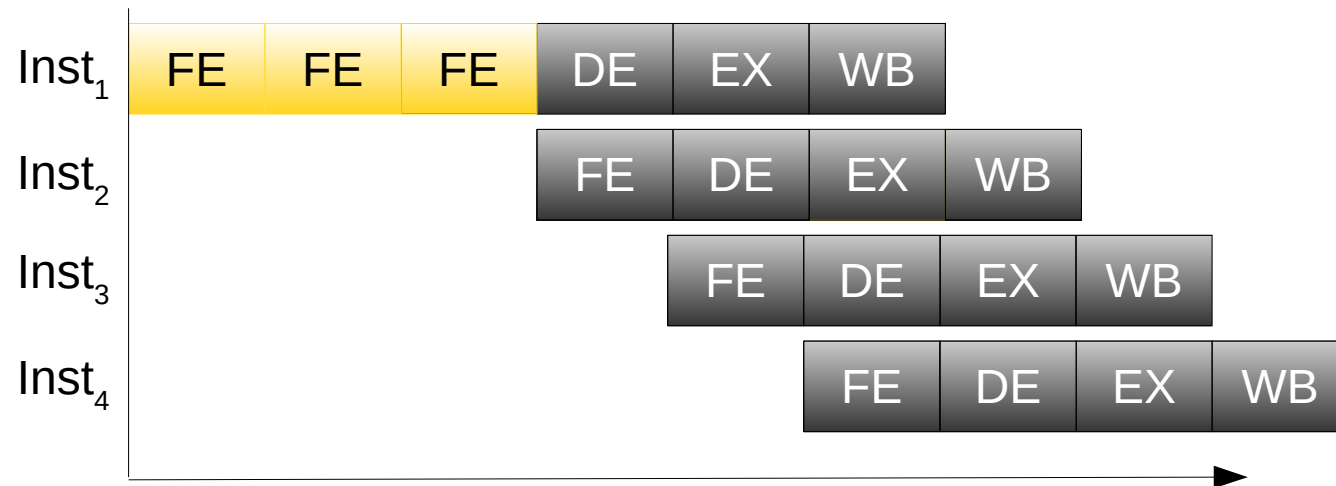 Inst₁ FE FE FE DE EX WB
Inst₂ FE DE EX WB
Inst₃ FE DE EX WB
Inst₄ FE DE EX WB